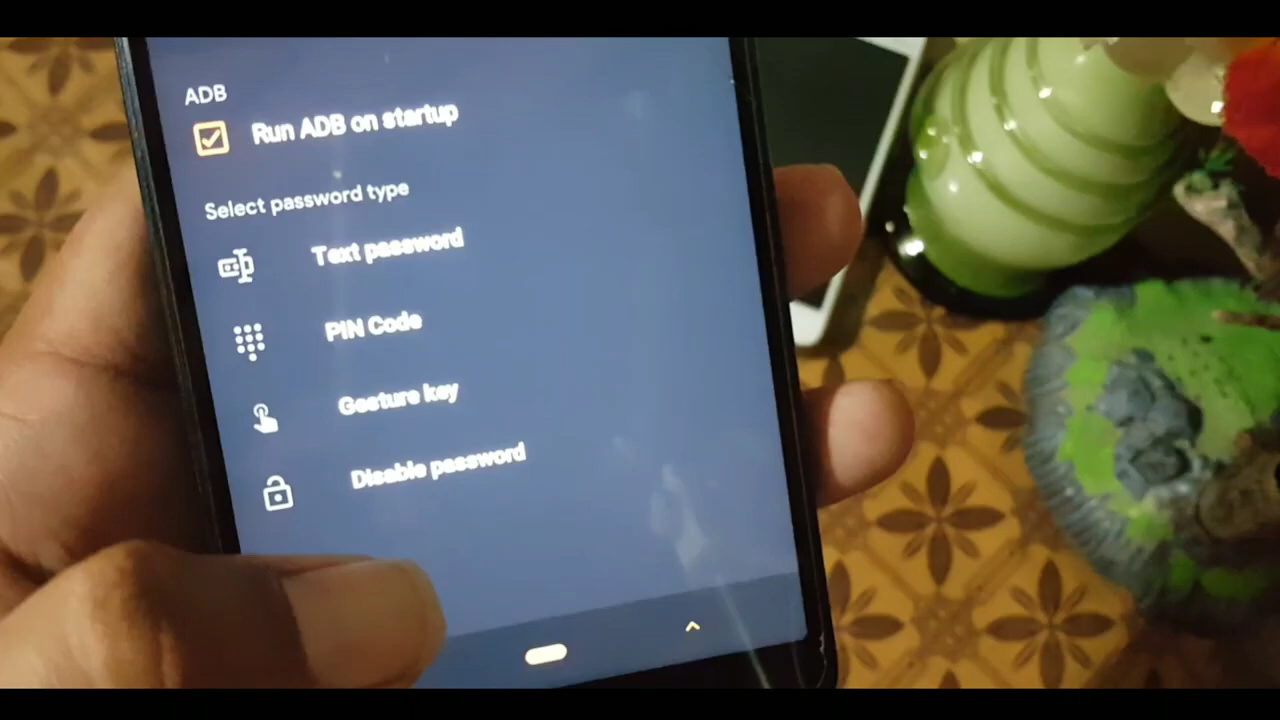 ADB
Run ADB on startup
Select password type
Text password
PIN Code
Gesture key
Disable password